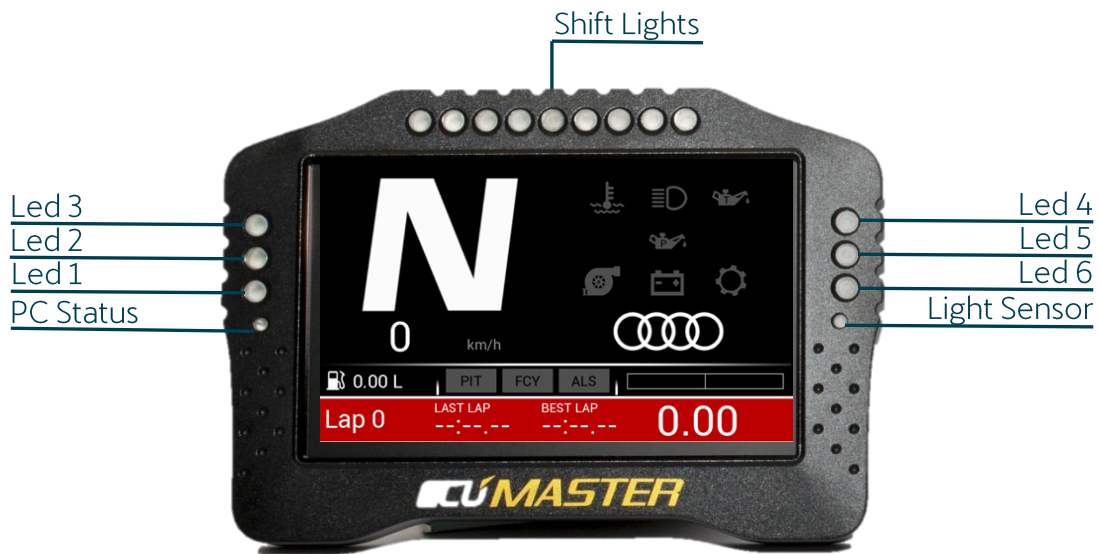 Shift Lights
Led 3
Led 2
Led 1
PC Status
Led 4
Led 5
Led 6
Light Sensor
N
T
P
0 km/h
0.00 L PIT FCY ALS
Lap 0
LAST LAP
--:--.--
BEST LAP
--:--.--
0.00
ECUMASTER